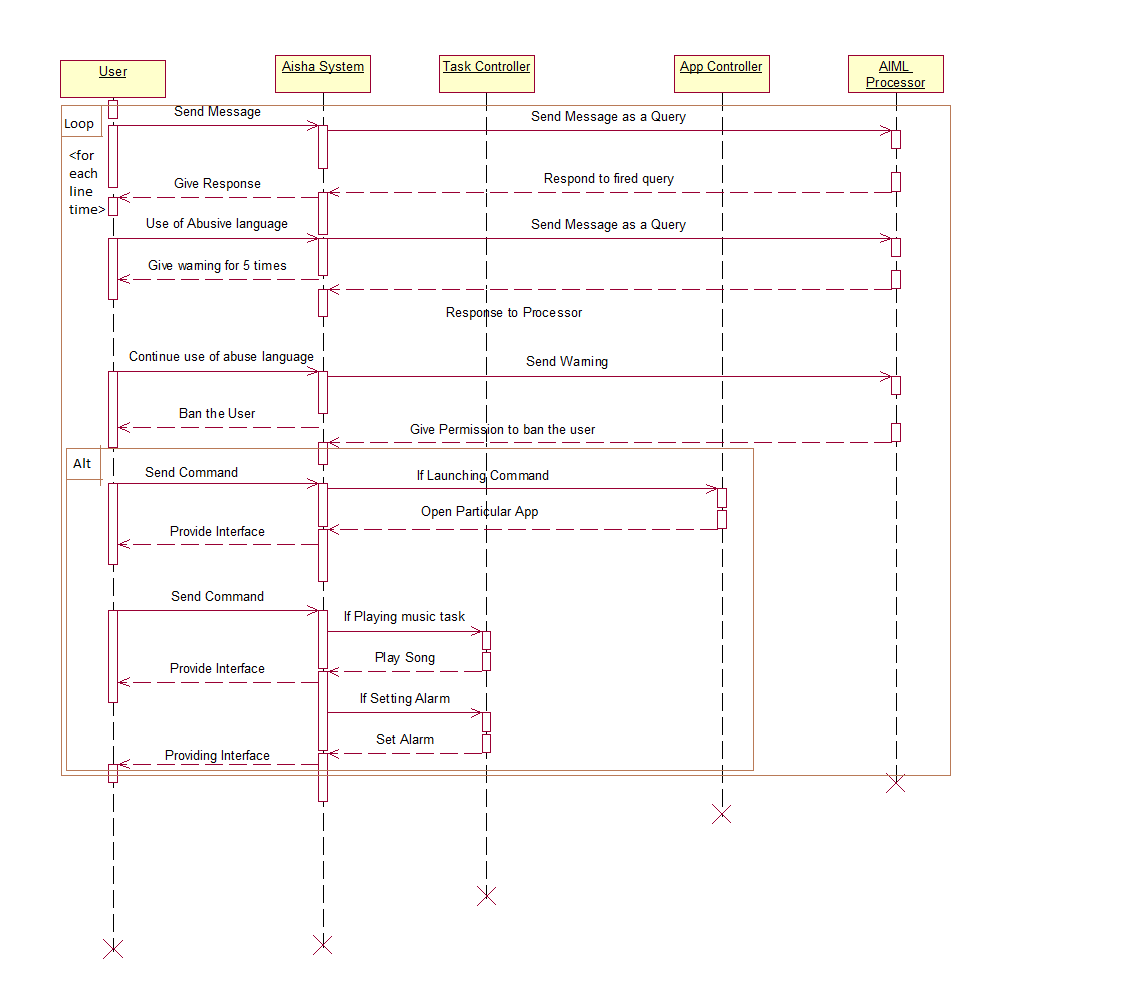 User
Aisha System
Task Controller
App Controller
AIML
Processor
Loop
<for
each
line
time>
Send Message
Send Message as a Query
Respond to fired query
Give Response
Use of Abusive language
Send Message as a Query
Give warning for 5 times
Response to Processor
Continue use of abuse language
Send Warning
Ban the User
Give Permission to ban the user
Alt
Send Command
If Launching Command
Open Particular App
Provide Interface
Send Command
If Playing music task
Play Song
Provide Interface
If Setting Alarm
Set Alarm
Providing Interface